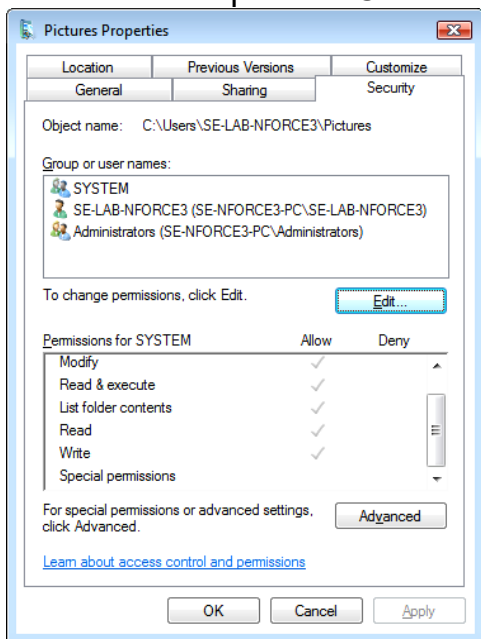 Pictures Properties
Location Previous Versions Customize
General Sharing Security
Object name: C:\Users\SE-LAB-NFORCE3\Pictures
Group or user names:
SYSTEM
SE-LAB-NFORCE3 (SE-NFORCE3-PC\SE-LAB-NFORCE3)
Administrators (SE-NFORCE3-PC\Administrators)
To change permissions, click Edit.
Edit...
Permissions for SYSTEM Allow Deny
Modify
Read & execute
List folder contents
Read
Write
Special permissions
For special permissions or advanced settings,
click Advanced.
Advanced
Learn about access control and permissions
OK Cancel Apply